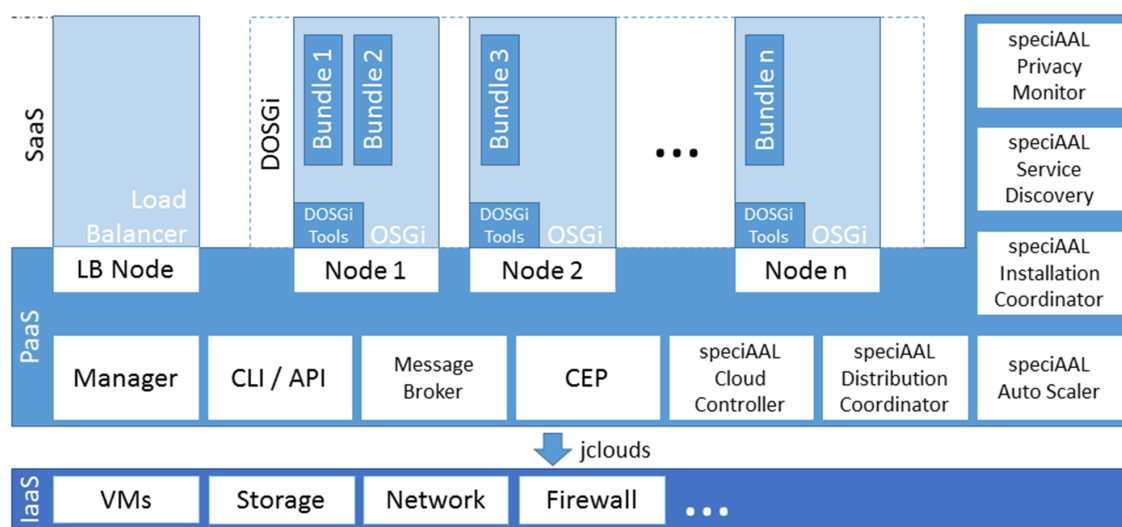 SaaS
Load
Balancer
LB Node
DOSGi
Bundle 1
Bundle 2
DOSGi
Tools
OSGi
Node 1
Bundle 3
DOSGi
Tools
OSGi
Node 2
...
Bundle n
DOSGi
Tools
OSGi
Node n
speciAAL
Privacy
Monitor
speciAAL
Service
Discovery
speciAAL
Installation
Coordinator
PaaS
Manager
CLI / API
Message
Broker
CEP
speciAAL
Cloud
Controller
speciAAL
Distribution
Coordinator
speciAAL
Auto Scaler
jclouds
IaaS
VMs
Storage
Network
Firewall
...